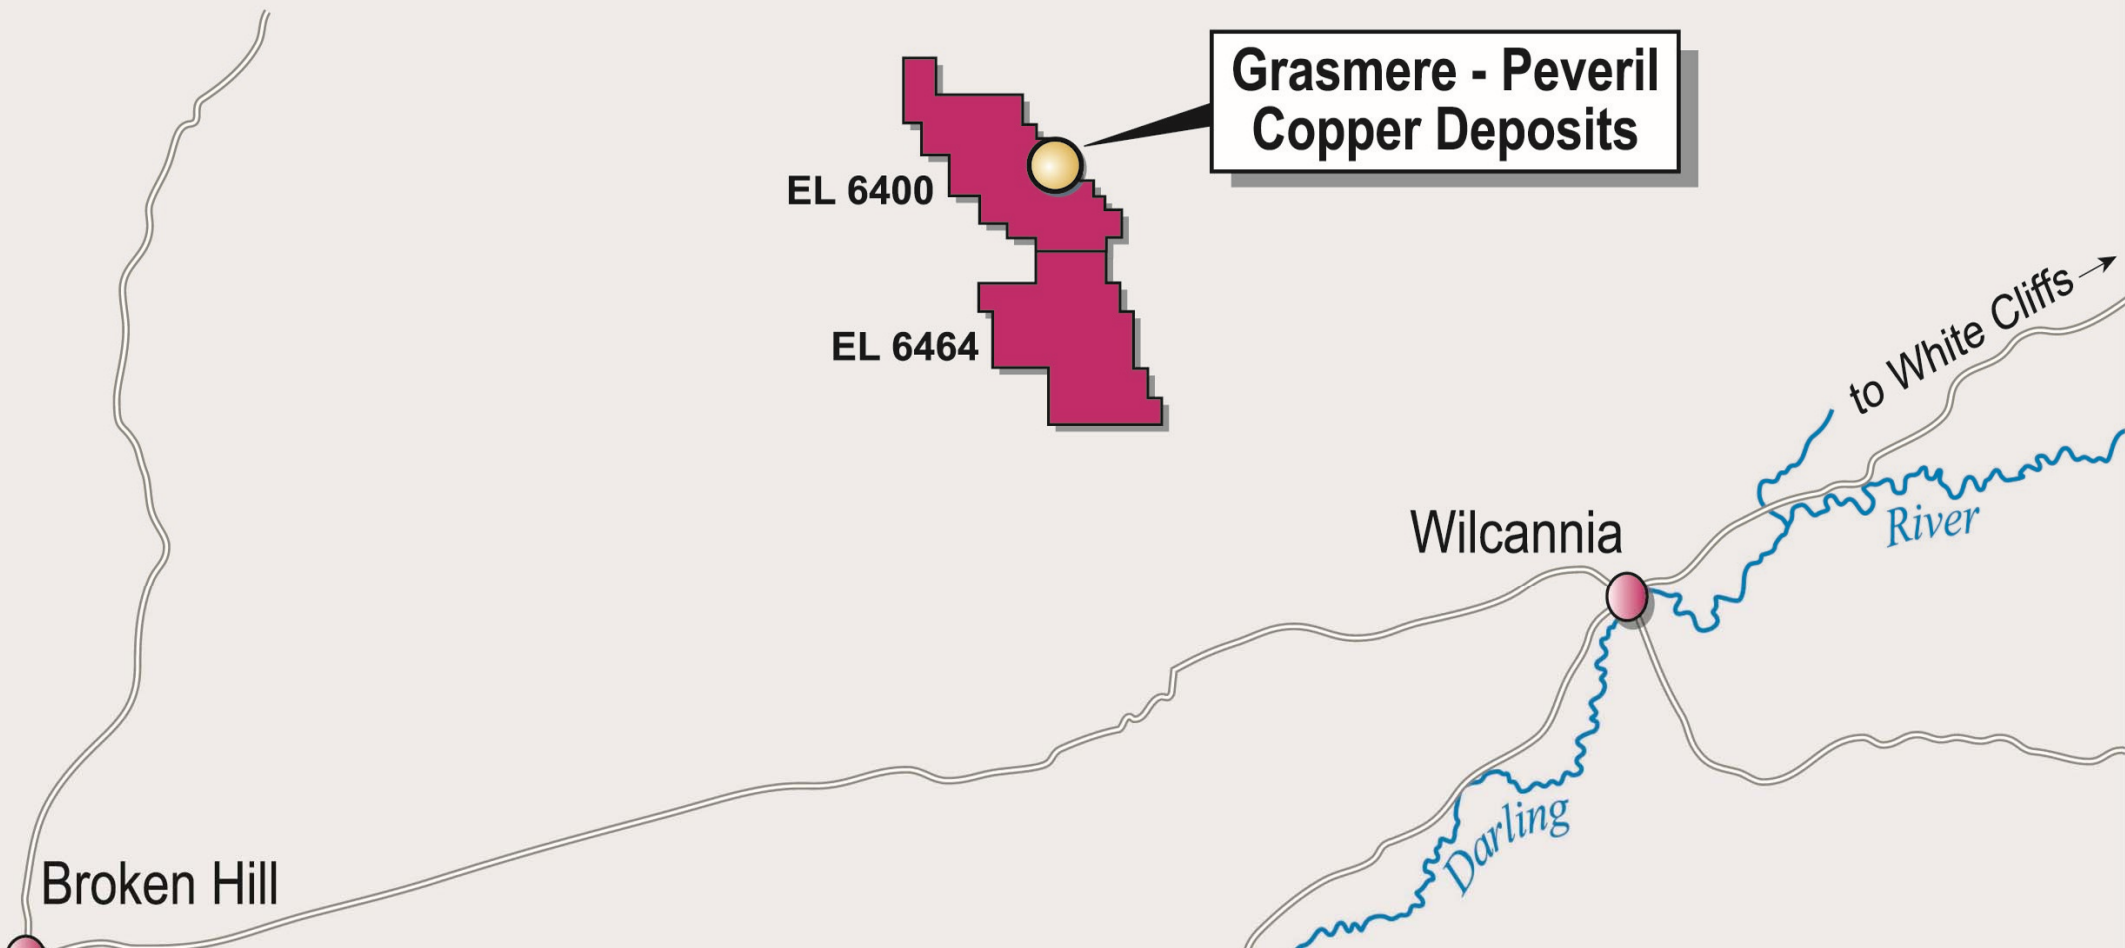 Grasmere - Peveril
Copper Deposits
EL 6400
EL 6464
to White Cliffs
River
Wilcannia
Darling
Broken Hill